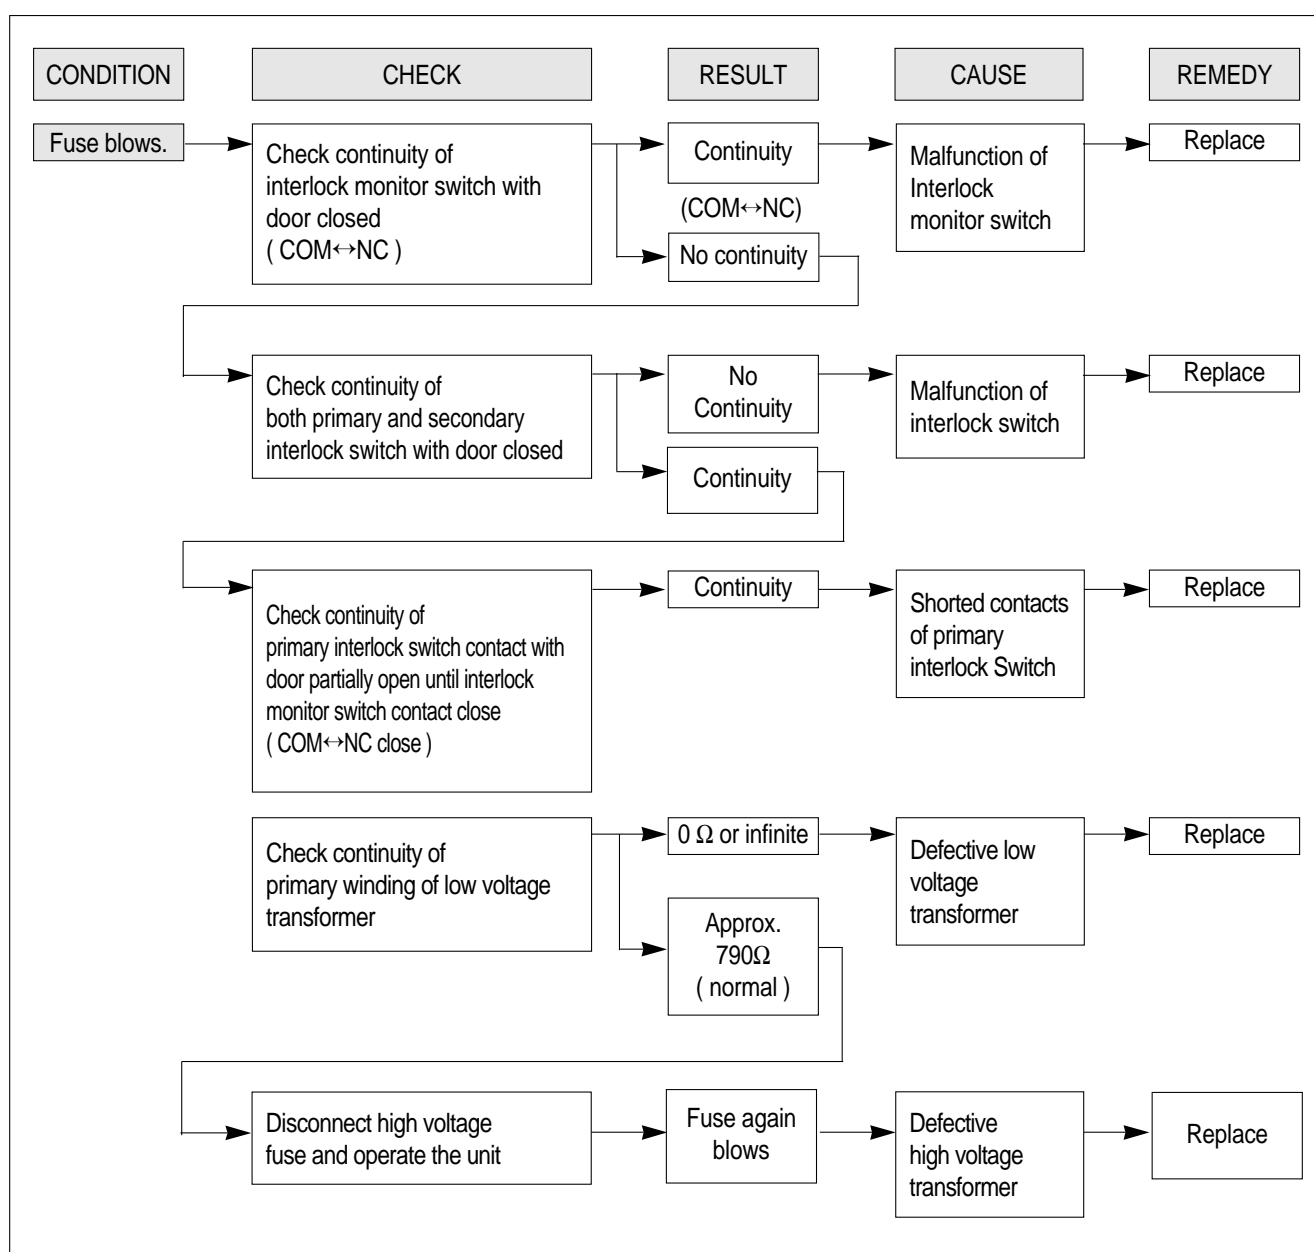 CONDITION
CHECK
RESULT
CAUSE
REMEDY
Fuse blows.
Check continuity of
interlock monitor switch with
door closed
( COM↔NC )
Continuity
(COM↔NC)
No continuity
Malfunction of
Interlock
monitor switch
Replace
Check continuity of
both primary and secondary
interlock switch with door closed
No
Continuity
Continuity
Malfunction of
interlock switch
Replace
Check continuity of
primary interlock switch contact with
door partially open until interlock
monitor switch contact close
( COM↔NC close )
Continuity
Shorted contacts
of primary
interlock Switch
Replace
Check continuity of
primary winding of low voltage
transformer
0 Ω or infinite
Approx.
790Ω
( normal )
Defective low
voltage
transformer
Replace
Disconnect high voltage
fuse and operate the unit
Fuse again
blows
Defective
high voltage
transformer
Replace